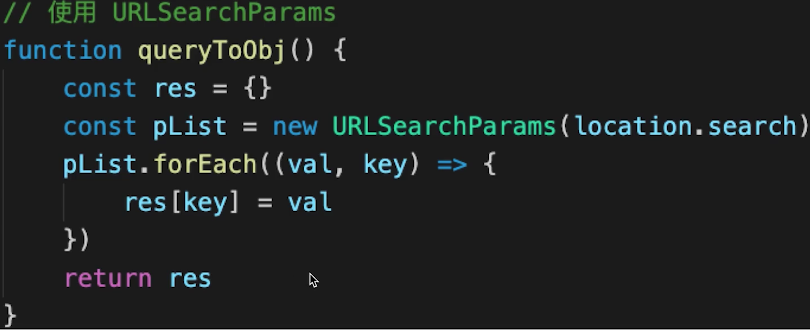 // 使用 URLSearchParams
function queryToObj() {
    const res = {}
    const pList = new URLSearchParams(location.search)
    pList.forEach((val, key) => {
        res[key] = val
    })
    return res
}